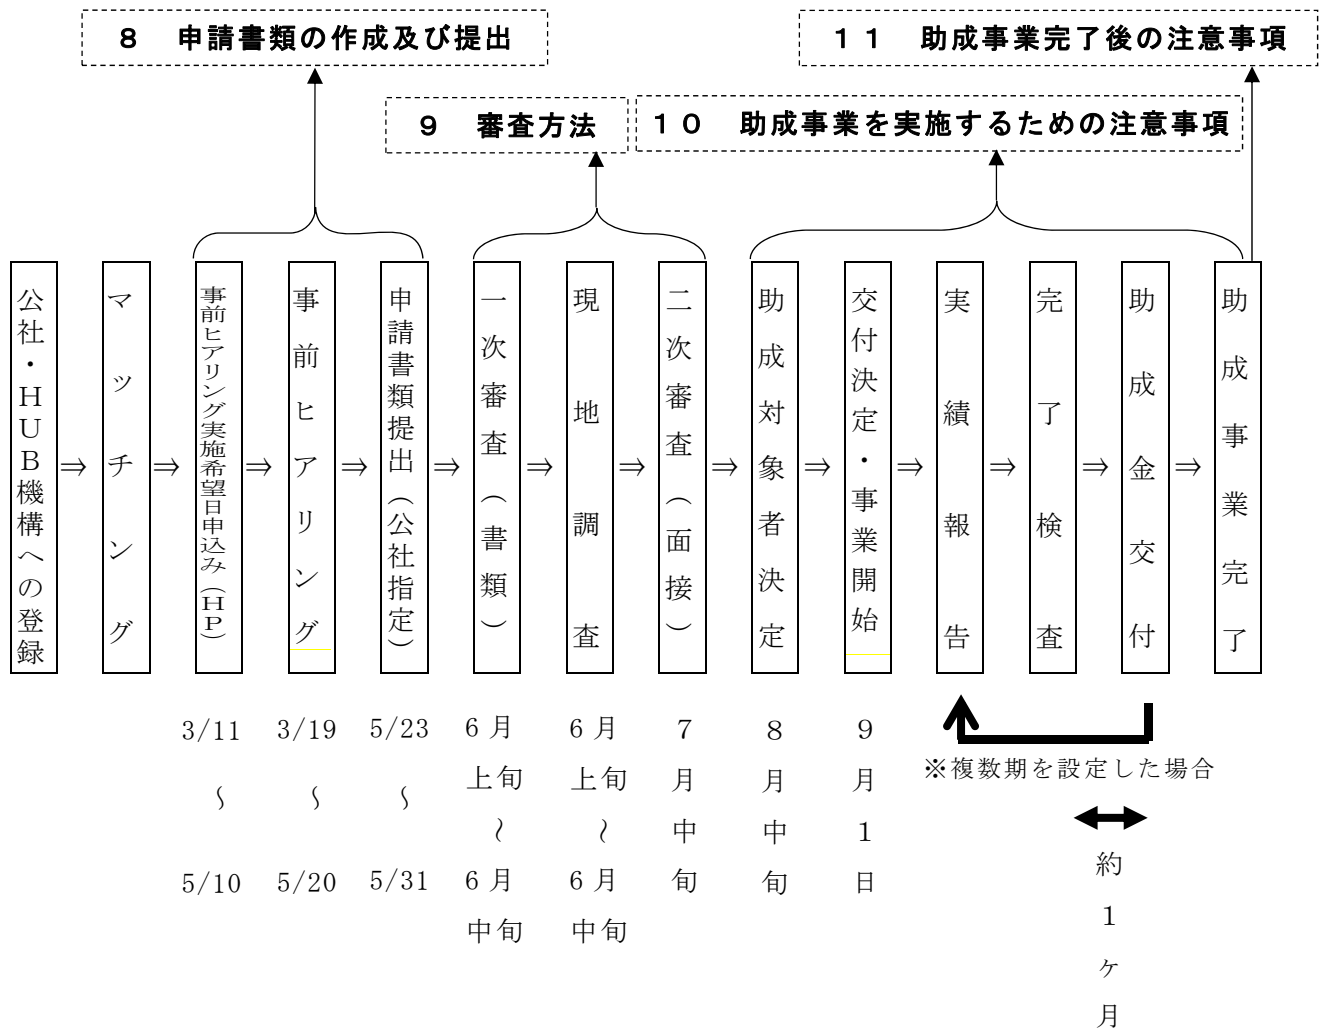 ８　申請書類の作成及び提出
１１　助成事業完了後の注意事項
９　審査方法
１０　助成事業を実施するための注意事項
公社・ＨＵＢ機構への登録
⇒
マッチング
⇒
事前ヒアリング実施希望日申込み（ＨＰ）
⇒
事前ヒアリング
⇒
申請書類提出（公社指定）
⇒
一次審査（書類）
⇒
現地調査
⇒
二次審査（面接）
⇒
助成対象者決定
⇒
交付決定・事業開始
⇒
実績報告
⇒
完了検査
⇒
助成金交付
⇒
助成事業完了
3/11～5/10
3/19～5/20
5/23～5/31
6月上旬～6月中旬
6月上旬～6月中旬
7月中旬
8月中旬
9月1日
※複数期を設定した場合
約1ヶ月